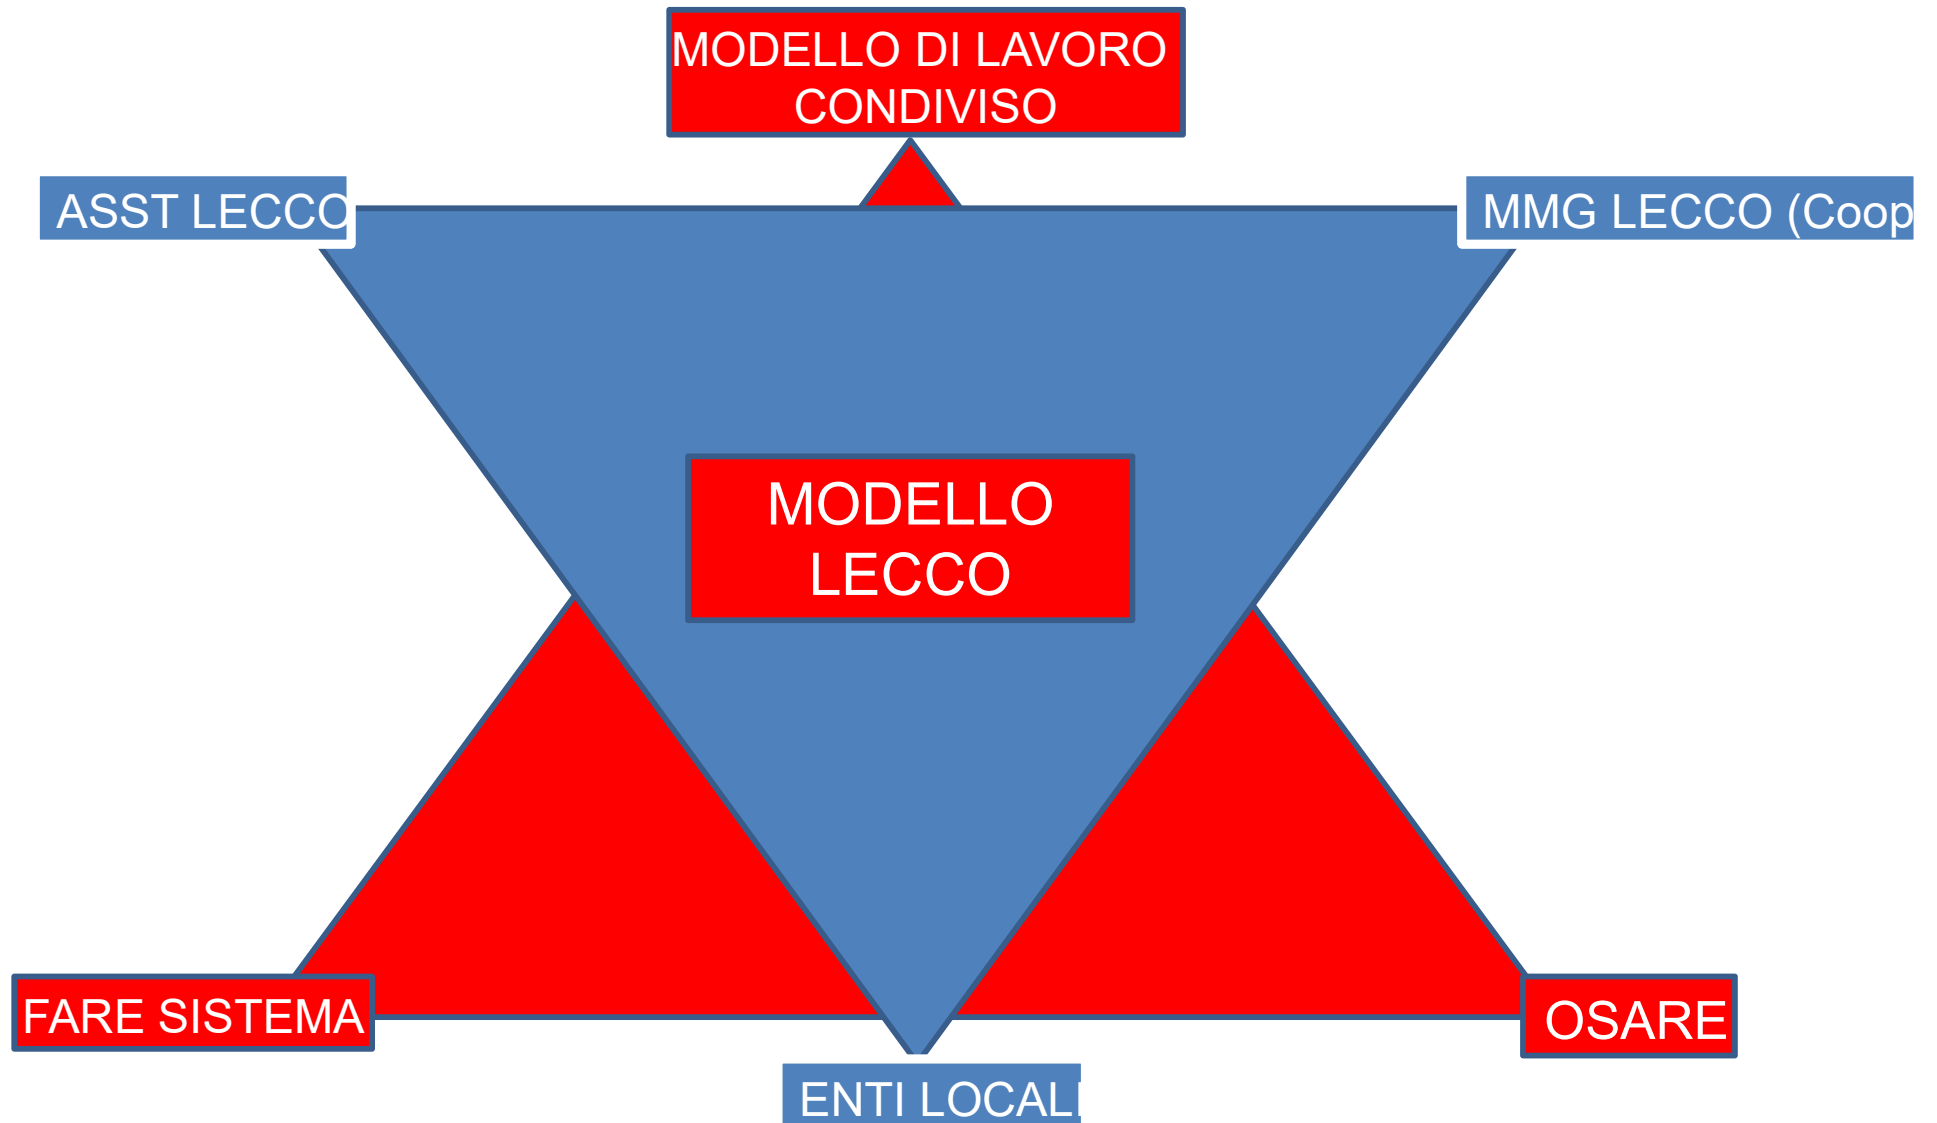 MODELLO DI LAVORO
CONDIVISO
ASST LECCO
MMG LECCO (Coop
MODELLO
LECCO
FARE SISTEMA
OSARE
ENTI LOCALI